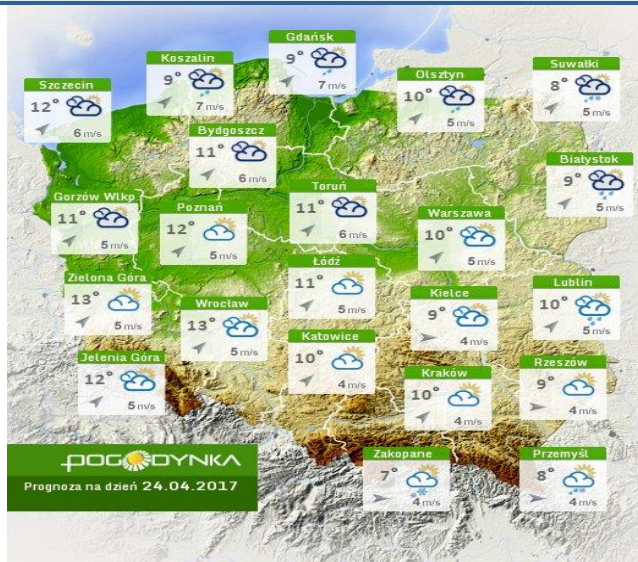 Gdańsk
9°
7 m/s
Koszalin
9°
7 m/s
Suwałki
8°
5 m/s
Olsztyn
10°
5 m/s
Szczecin
12°
6 m/s
Bydgoszcz
11°
6 m/s
Białystok
9°
5 m/s
Toruń
11°
6 m/s
Gorzów Wlkp
11°
5 m/s
Poznań
12°
5 m/s
Warszawa
10°
5 m/s
Łódź
11°
5 m/s
Zielona Góra
13°
5 m/s
Lublin
10°
5 m/s
Kielce
9°
4 m/s
Wrocław
13°
5 m/s
Katowice
10°
4 m/s
Jelenia Góra
12°
5 m/s
Rzeszów
9°
4 m/s
Kraków
10°
4 m/s
Zakopane
7°
4 m/s
Przemyśl
8°
4 m/s
POGODYNKA
Prognoza na dzień 24.04.2017